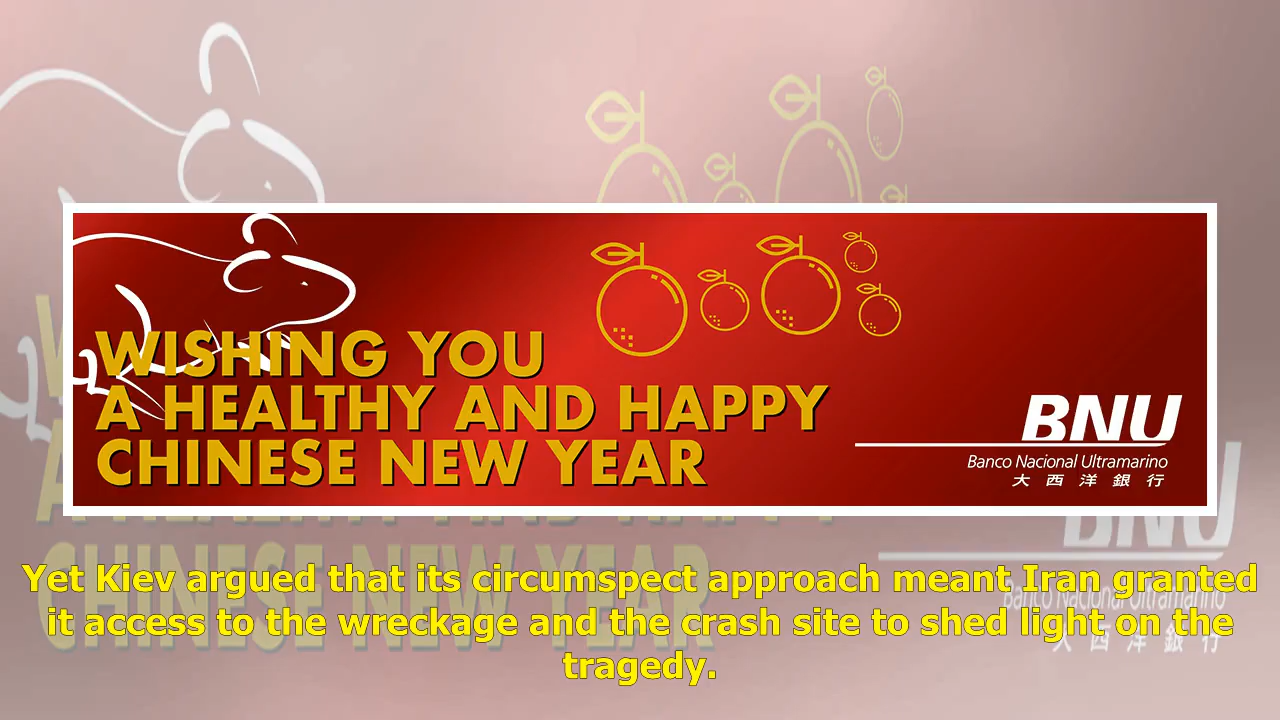 WISHING YOU
A HEALTHY AND HAPPY
CHINESE NEW YEAR
BNU
Banco Nacional Ultramarino
大西洋銀行
Yet Kiev argued that its circumspect approach meant Iran granted
it access to the wreckage and the crash site to shed light on the
tragedy.